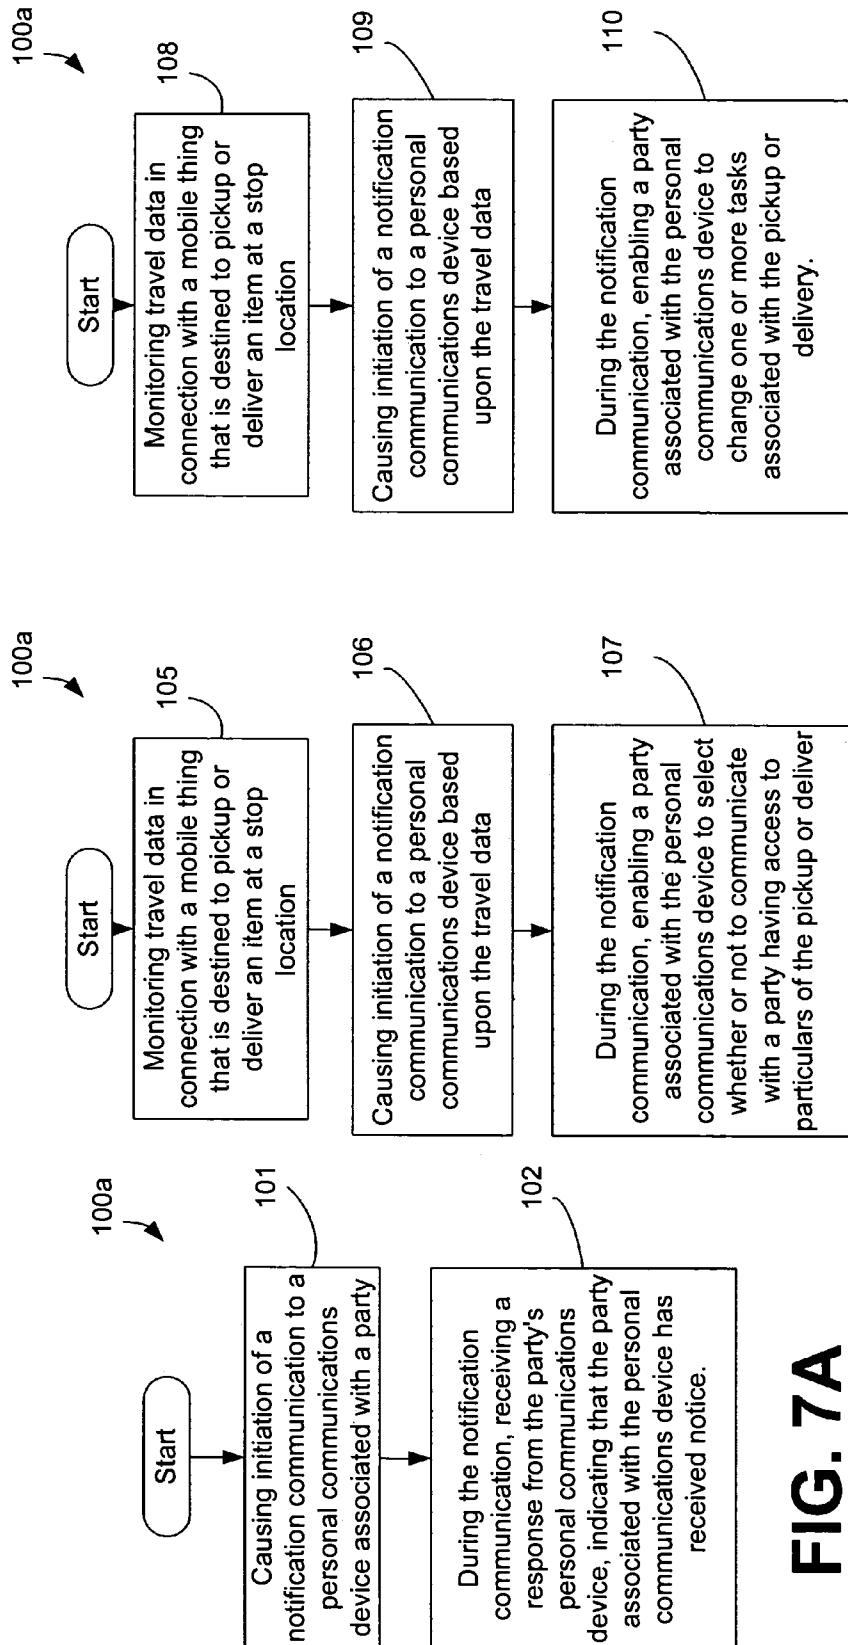 100a
Start
101
Causing initiation of a
notification communication to a
personal communications
device associated with a party
102
During the notification
communication, receiving a
response from the party's
personal communications
device, indicating that the party
associated with the personal
communications device has
received notice.
FIG. 7A
100a
Start
105
Monitoring travel data in
connection with a mobile thing
that is destined to pickup or
deliver an item at a stop
location
106
Causing initiation of a notification
communication to a personal
communications device based
upon the travel data
107
During the notification
communication, enabling a party
associated with the personal
communications device to select
whether or not to communicate
with a party having access to
particulars of the pickup or deliver
100a
Start
108
Monitoring travel data in
connection with a mobile thing
that is destined to pickup or
deliver an item at a stop
location
109
Causing initiation of a notification
communication to a personal
communications device based
upon the travel data
110
During the notification
communication, enabling a party
associated with the personal
communications device to
change one or more tasks
associated with the pickup or
delivery.